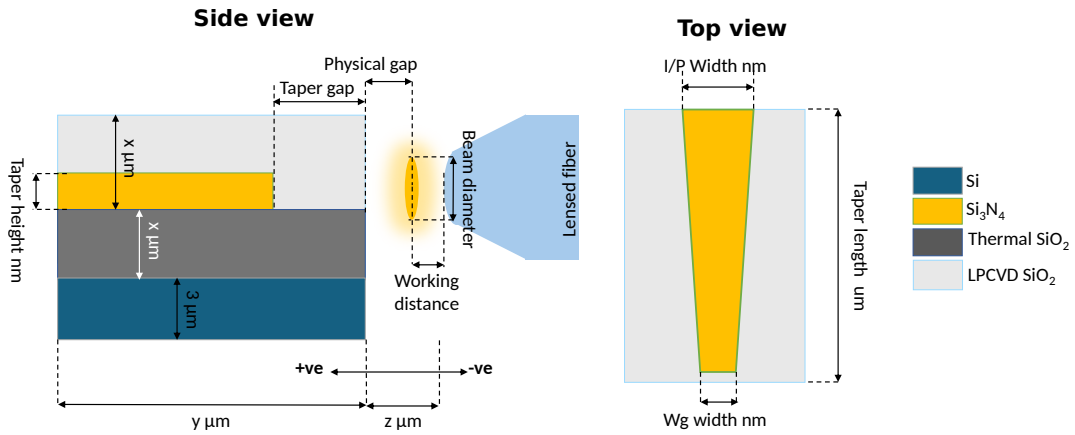 Side view
Top view
Physical gap
I/P Width nm
Taper gap
x µm
Taper height nm
x µm
3 µm
Beam diameter
Lensed fiber
Working
distance
+ve
-ve
y µm
z µm
Taper length um
Wg width nm
Si
Si₃N₄
Thermal SiO₂
LPCVD SiO₂